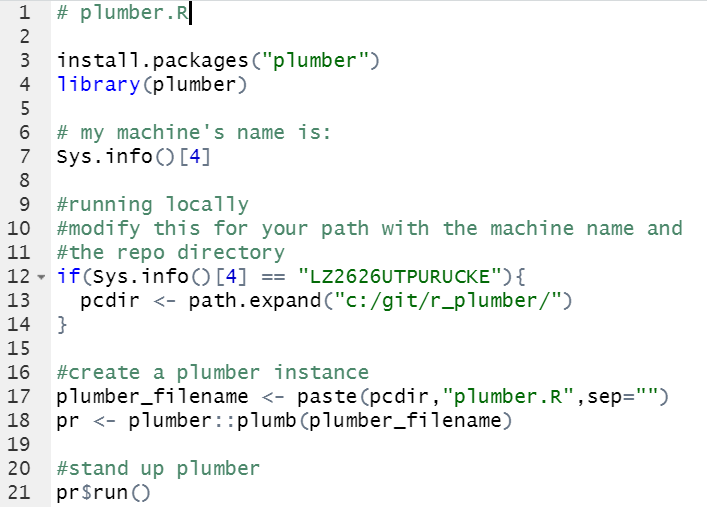 1 # plumber.R
2
3 install.packages("plumber")
4 library(plumber)
5
6 # my machine's name is:
7 Sys.info()[4]
8
9 #running locally
10 #modify this for your path with the machine name and
11 #the repo directory
12 if(Sys.info()[4] == "LZ2626UTPURUCKE"){
13   pcdir <- path.expand("c:/git/r_plumber/")
14 }
15
16 #create a plumber instance
17 plumber_filename <- paste(pcdir,"plumber.R",sep="")
18 pr <- plumber::plumb(plumber_filename)
19
20 #stand up plumber
21 pr$run()